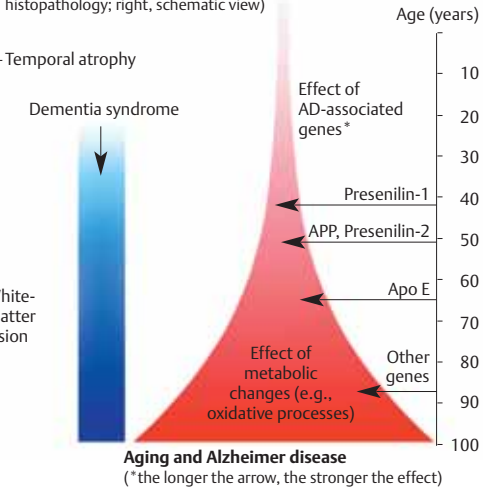 histopathology; right, schematic view)
Age (years)
Temporal atrophy
Dementia syndrome
Effect of
AD-associated
genes*
10
20
30
Presenilin-1
40
APP, Presenilin-2
50
60
Apo E
70
Effect of
metabolic
changes (e.g.,
oxidative processes)
Other
genes
80
90
100
Aging and Alzheimer disease
(*the longer the arrow, the stronger the effect)